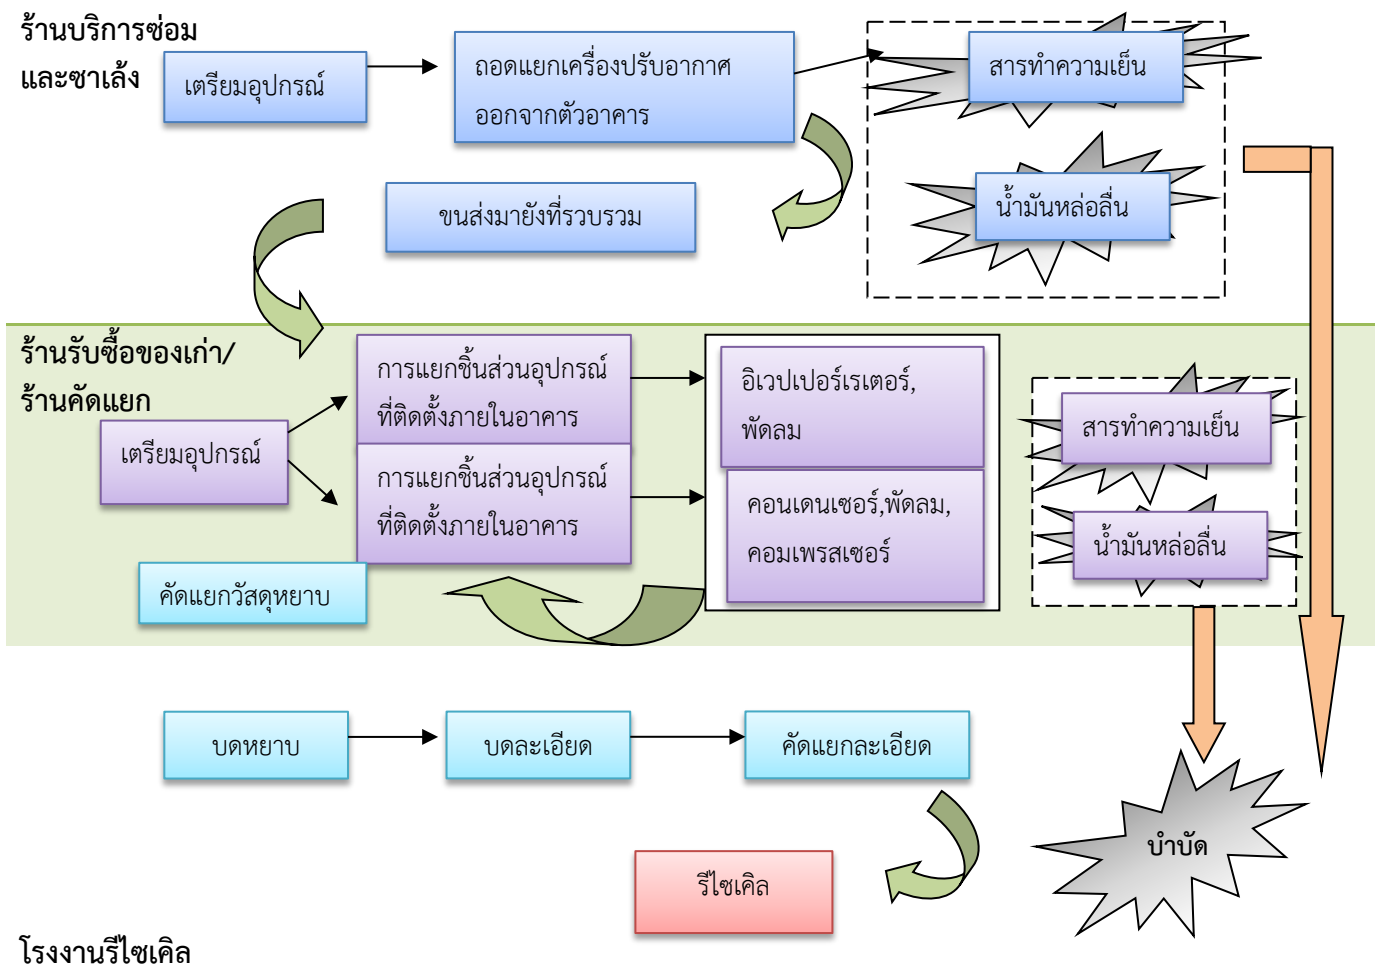 ร้านบริการซ่อม
และซาเล้ง
เตรียมอุปกรณ์
ถอดแยกเครื่องปรับอากาศ
ออกจากตัวอาคาร
สารทำความเย็น
น้ำมันหล่อลื่น
ขนส่งมายังที่รวบรวม
ร้านรับซื้อของเก่า/
ร้านคัดแยก
เตรียมอุปกรณ์
การแยกชิ้นส่วนอุปกรณ์
ที่ติดตั้งภายในอาคาร
การแยกชิ้นส่วนอุปกรณ์
ที่ติดตั้งภายในอาคาร
อิเวปเปอร์เรเตอร์,
พัดลม
คอนเดนเซอร์,พัดลม,
คอมเพรสเซอร์
สารทำความเย็น
น้ำมันหล่อลื่น
คัดแยกวัสดุหยาบ
บดหยาบ
บดละเอียด
คัดแยกละเอียด
บำบัด
รีไซเคิล
โรงงานรีไซเคิล